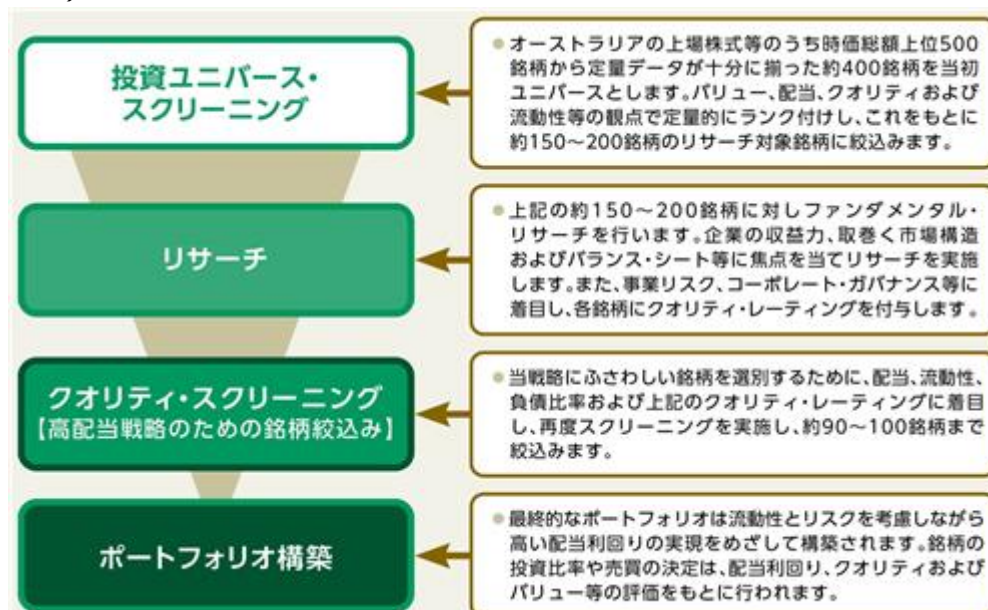 投資ユニバース・
スクリーニング
●オーストラリアの上場株式等のうち時価総額上位500
銘柄から定量データが十分に揃った約400銘柄を当初
ユニバースとします。バリュー、配当、クオリティおよび
流動性等の観点で定量的にランク付けし、これをもとに
約150～200銘柄のリサーチ対象銘柄に絞込みます。
リサーチ
●上記の約150～200銘柄に対しファンダメンタル・
リサーチを行います。企業の収益力、取巻く市場構造
およびバランス・シート等に焦点を当てリサーチを実施
します。また、事業リスク、コーポレート・ガバナンス等に
着目し、各銘柄にクオリティ・レーティングを付与します。
クオリティ・スクリーニング
【高配当戦略のための銘柄絞込み】
●当戦略にふさわしい銘柄を選別するために、配当、流動性、
負債比率および上記のクオリティ・レーティングに着目
し、再度スクリーニングを実施し、約90～100銘柄まで
絞込みます。
ポートフォリオ構築
●最終的なポートフォリオは流動性とリスクを考慮しながら
高い配当利回りの実現をめざして構築されます。銘柄の
投資比率や売買の決定は、配当利回り、クオリティおよび
バリュー等の評価をもとに行われます。